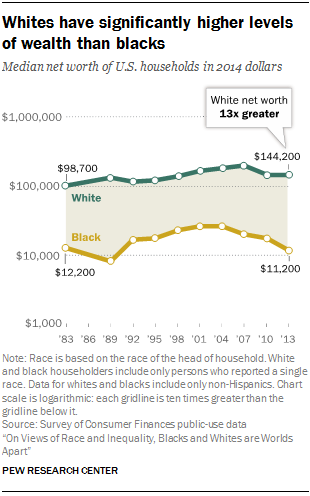 Whites have significantly higher levels
of wealth than blacks
Median net worth of U.S. households in 2014 dollars
White net worth
13x greater
$1,000,000
$144,200
$98,700
$100,000
White
Black
$10,000
$12,200
$11,200
$1,000
'83 '86 '89 '92 '95 '98 '01 '04 '07 '10 '13
Note: Race is based on the race of the head of household. White
and black householders include only persons who reported a single
race. Data for whites and blacks include only non-Hispanics. Chart
scale is logarithmic: each gridline is ten times greater than the
gridline below it.
Source: Survey of Consumer Finances public-use data
“On Views of Race and Inequality, Blacks and Whites are Worlds
Apart”
PEW RESEARCH CENTER